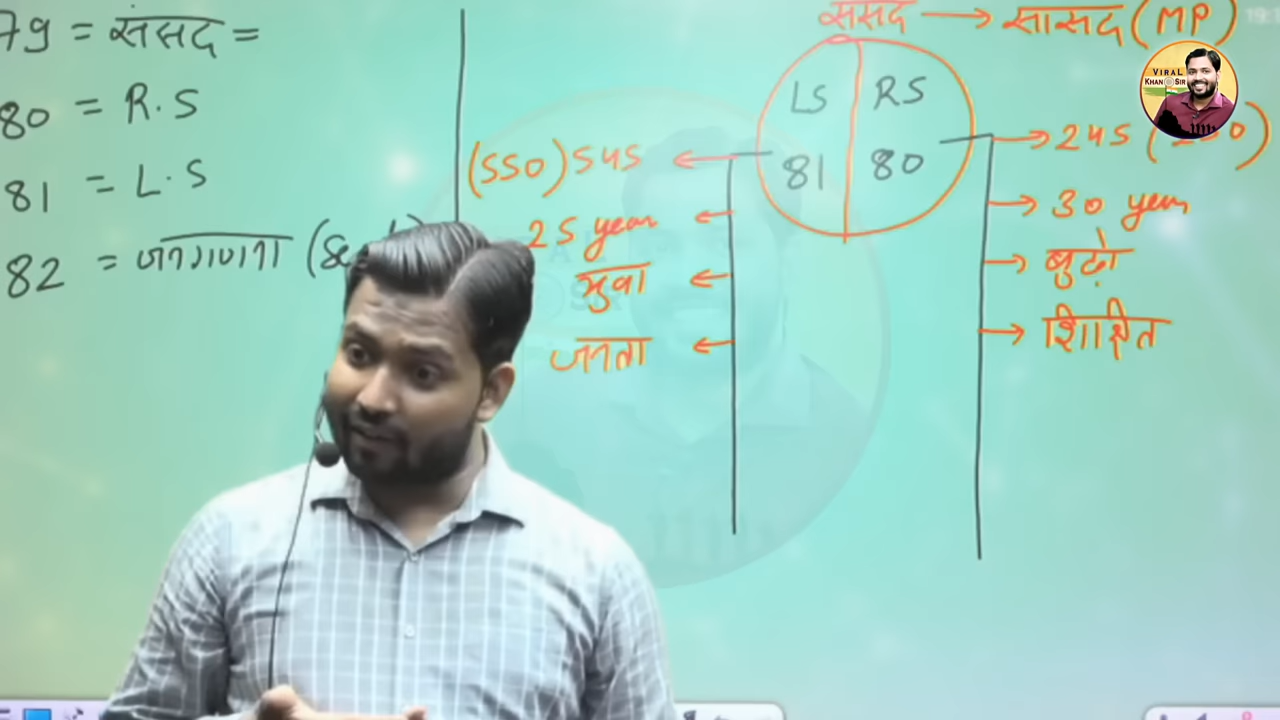 79 = संसद =
80 = R.S
81 = L.S
82 = जनगणना (Se
संसद → सांसद (MP)
LS RS
81 80
(550) 545
25 year
युवा
जनता
245
30 year
बुढ़ो
शिक्षित
VIRAL
KHAN SIR